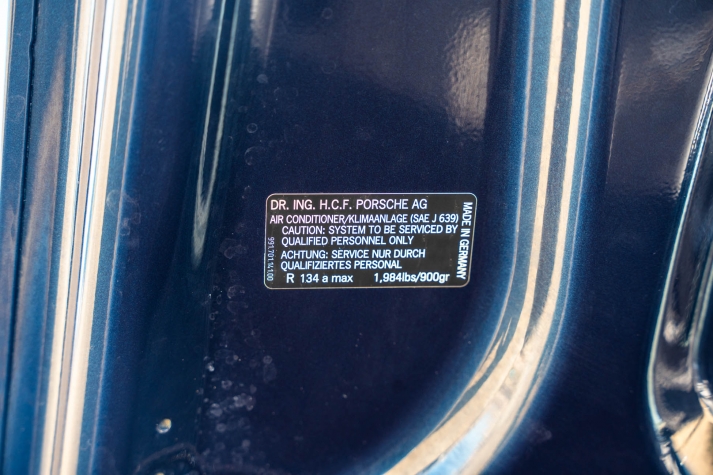 DR. ING. H.C.F. PORSCHE AG
AIR CONDITIONER/KLIMAANLAGE (SAE J 639)
CAUTION: SYSTEM TO BE SERVICED BY
QUALIFIED PERSONNEL ONLY
ACHTUNG: SERVICE NUR DURCH
QUALIFIZIERTES PERSONAL
R 134 a max 1,984lbs/900gr
MADE IN GERMANY